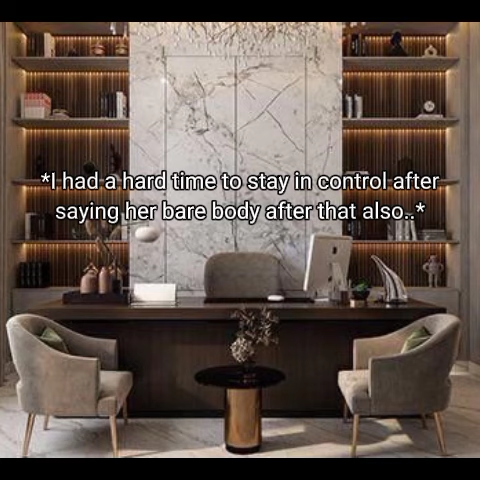 *I had a hard time to stay in control after
saying her bare body after that also..*